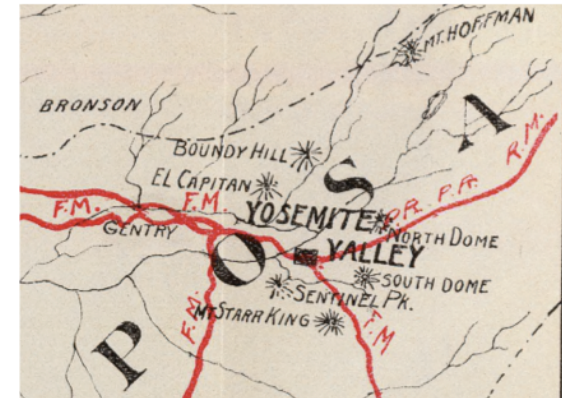 MT. HOFFMAN
BRONSON
A
R.M.
BOUNDY HILL
S
P.R.
EL CAPITAN
F.M.
F.M.
YOSEMITE
NORTH DOME
GENTRY
O
VALLEY
SOUTH DOME
SENTINEL PK.
F.M.
MT STARR KING
F.M
P